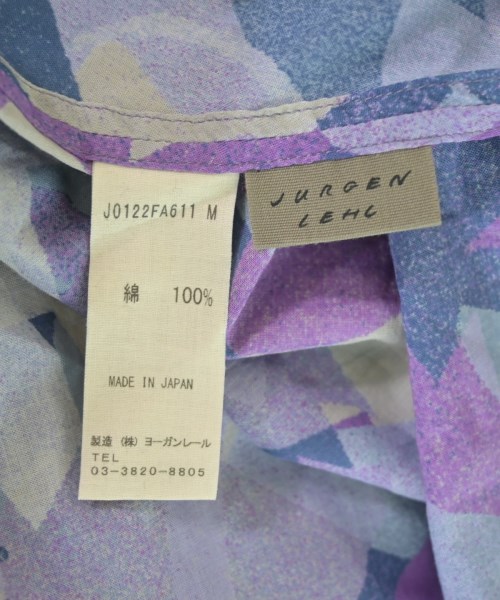 J0122FA611 M
綿 100%
MADE IN JAPAN
製造 (株) ヨーガンレール
TEL
03-3820-8805
JURGEN
LEHL